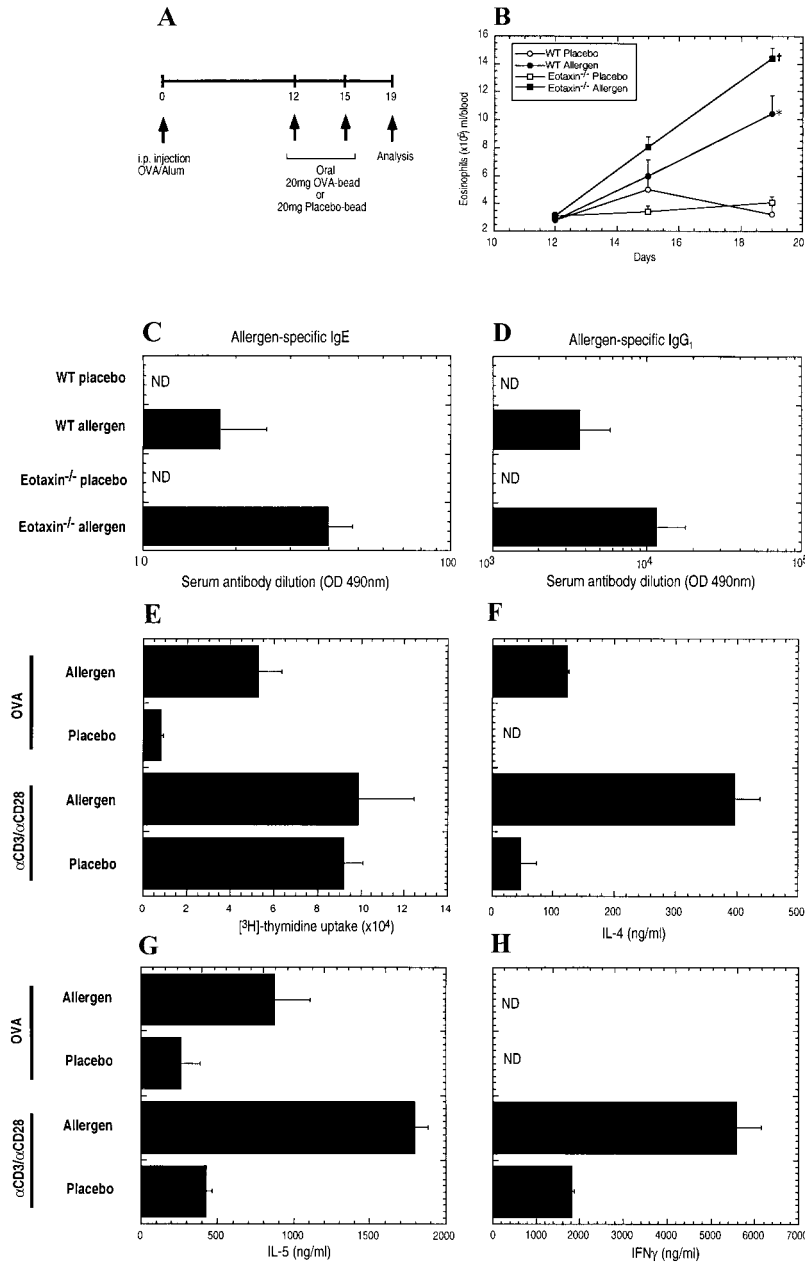 A
0 12 15 19
i.p. injection
OVA/Alum
Oral
20mg OVA-bead
or
20mg Placebo-bead
Analysis
B
WT Placebo
WT Allergen
Eotaxin-/- Placebo
Eotaxin-/- Allergen
†
*
Eosinophils (x10⁵) ml/blood
16
14
12
10
8
6
4
2
10 12 14 16 18 20
Days
C
Allergen-specific IgE
WT placebo
ND
WT allergen
Eotaxin-/- placebo
ND
Eotaxin-/- allergen
10 100
Serum antibody dilution (OD 490nm)
D
Allergen-specific IgG₁
ND
ND
10³ 10⁴ 10⁵
Serum antibody dilution (OD 490nm)
E
OVA
Allergen
Placebo
αCD3/αCD28
Allergen
Placebo
0 2 4 6 8 10 12 14
[³H]-thymidine uptake (x10⁴)
F
ND
0 100 200 300 400 500
IL-4 (ng/ml)
G
OVA
Allergen
Placebo
αCD3/αCD28
Allergen
Placebo
0 500 1000 1500 2000
IL-5 (ng/ml)
H
ND
ND
0 1000 2000 3000 4000 5000 6000 7000
IFNγ (ng/ml)